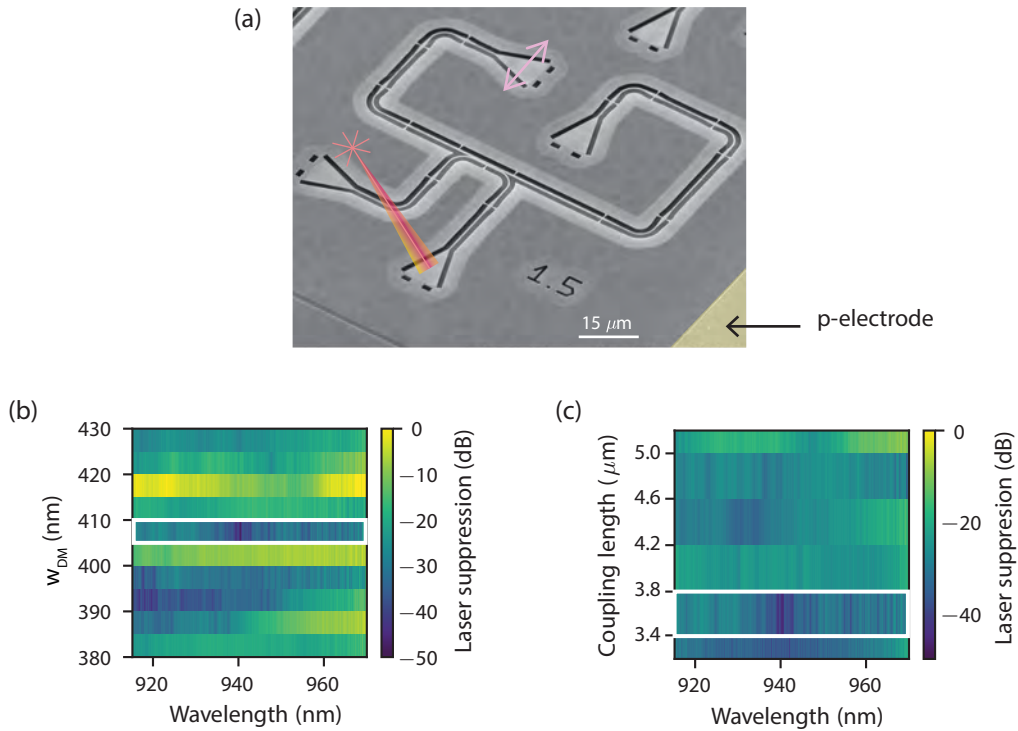 (a)
1.5
15 μm
p-electrode
(b)
430
420
410
400
390
380
w_DM (nm)
920 940 960
Wavelength (nm)
0
−10
−20
−30
−40
−50
Laser suppression (dB)
(c)
5.0
4.6
4.2
3.8
3.4
Coupling length (μm)
920 940 960
Wavelength (nm)
0
−20
−40
Laser suppression (dB)